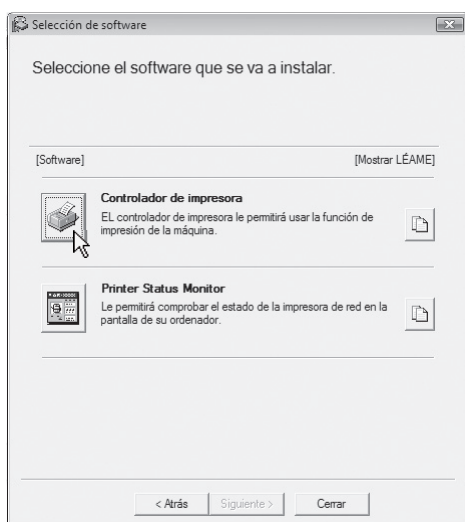 Selección de software
Seleccione el software que se va a instalar.
[Software] [Mostrar LÉAME]
Controlador de impresora
EL controlador de impresora le permitirá usar la función de
impresión de la máquina.
Printer Status Monitor
Le permitirá comprobar el estado de la impresora de red en la
pantalla de su ordenador.
< Atrás Siguiente > Cerrar